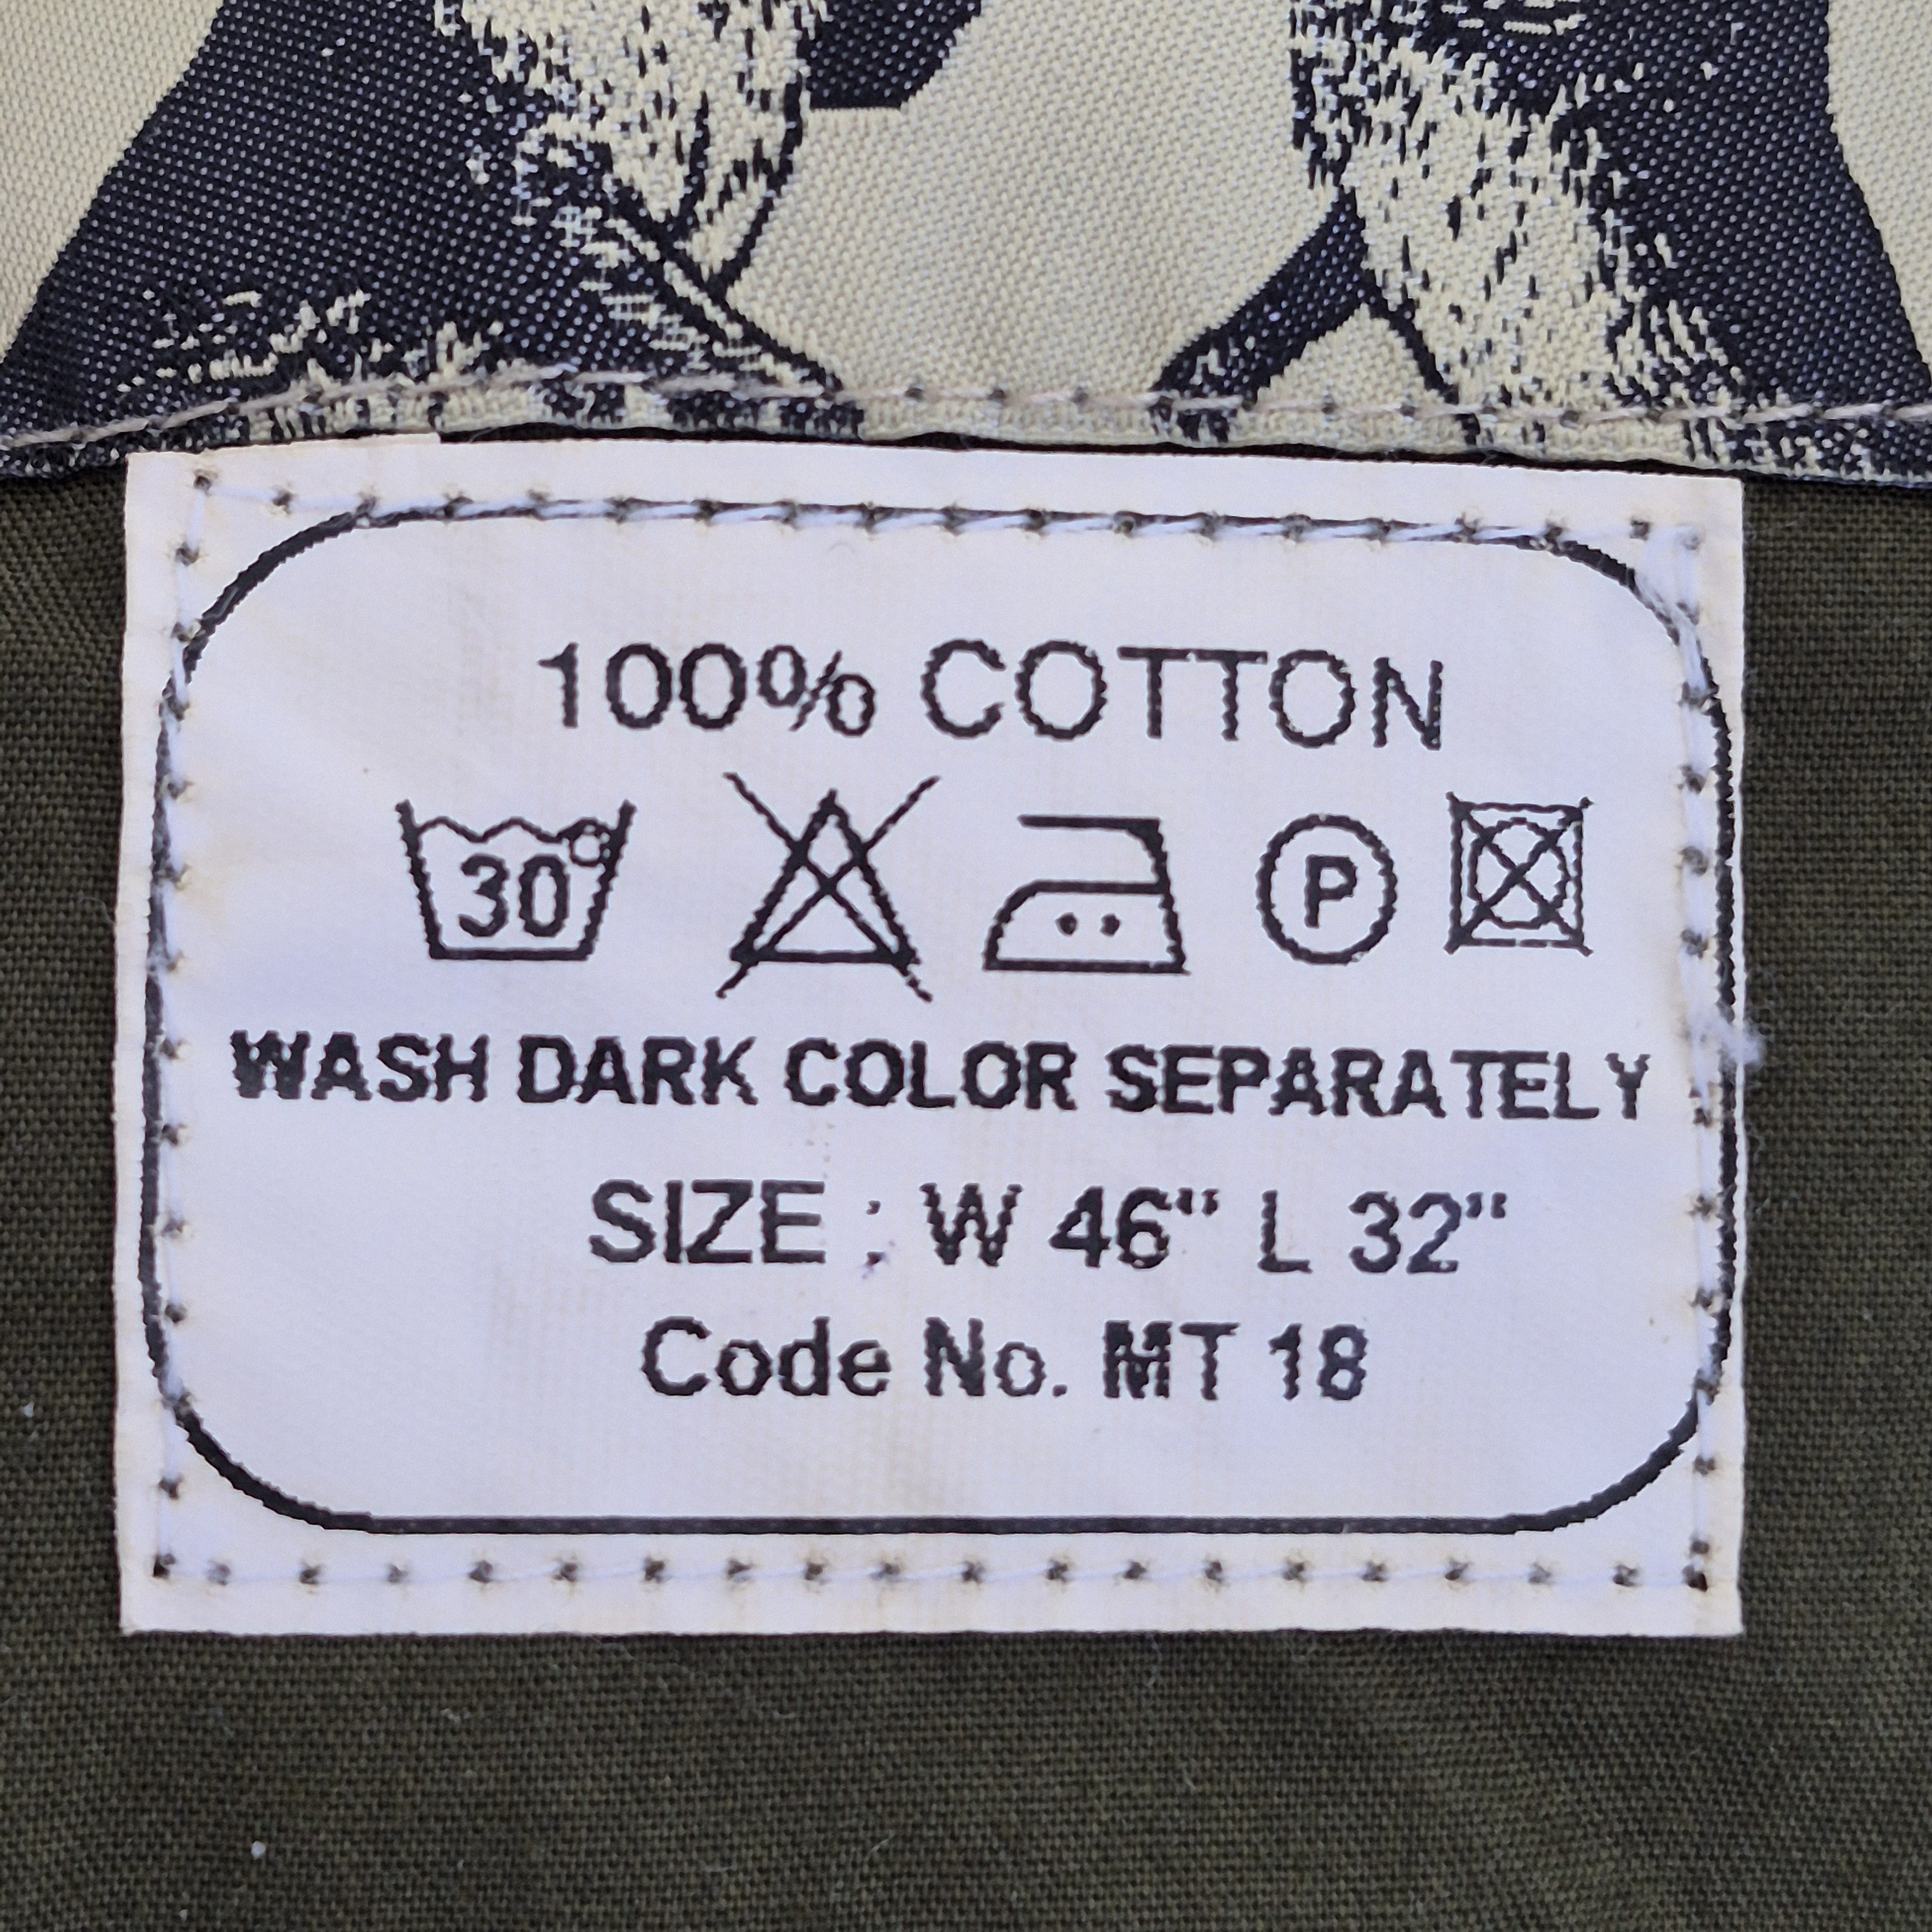 100% COTTON
30° P
WASH DARK COLOR SEPARATELY
SIZE : W 46" L 32"
Code No. MT 18